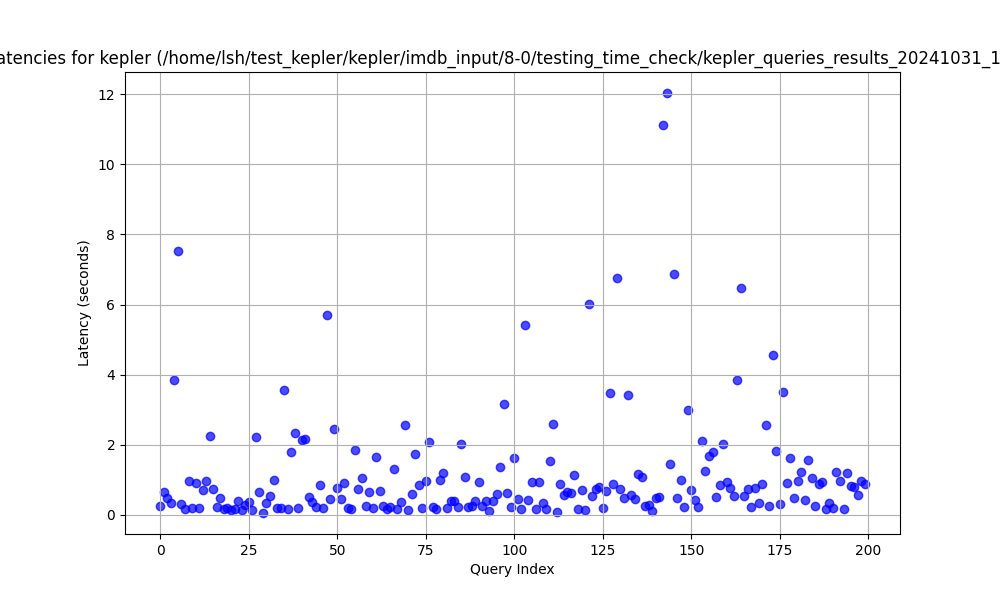 atencies for kepler (/home/lsh/test_kepler/kepler/imdb_input/8-0/testing_time_check/kepler_queries_results_20241031_1
12
10
8
6
4
2
0
Latency (seconds)
0 25 50 75 100 125 150 175 200
Query Index